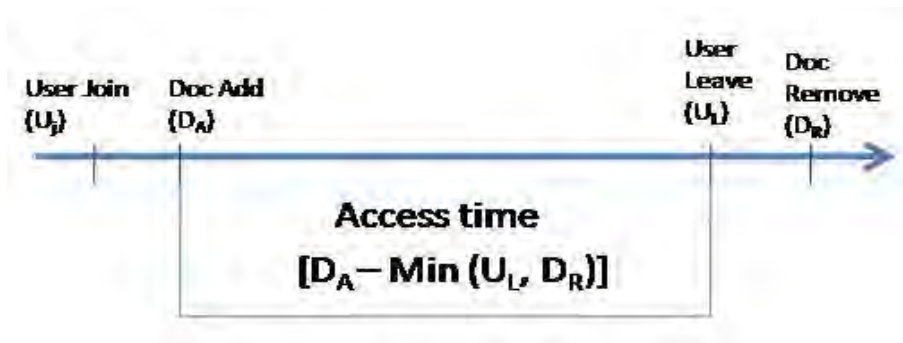 User Join
(Uj)
Doc Add
(DA)
User
Leave
(UL)
Doc
Remove
(DR)
Access time
[DA – Min (UL, DR)]